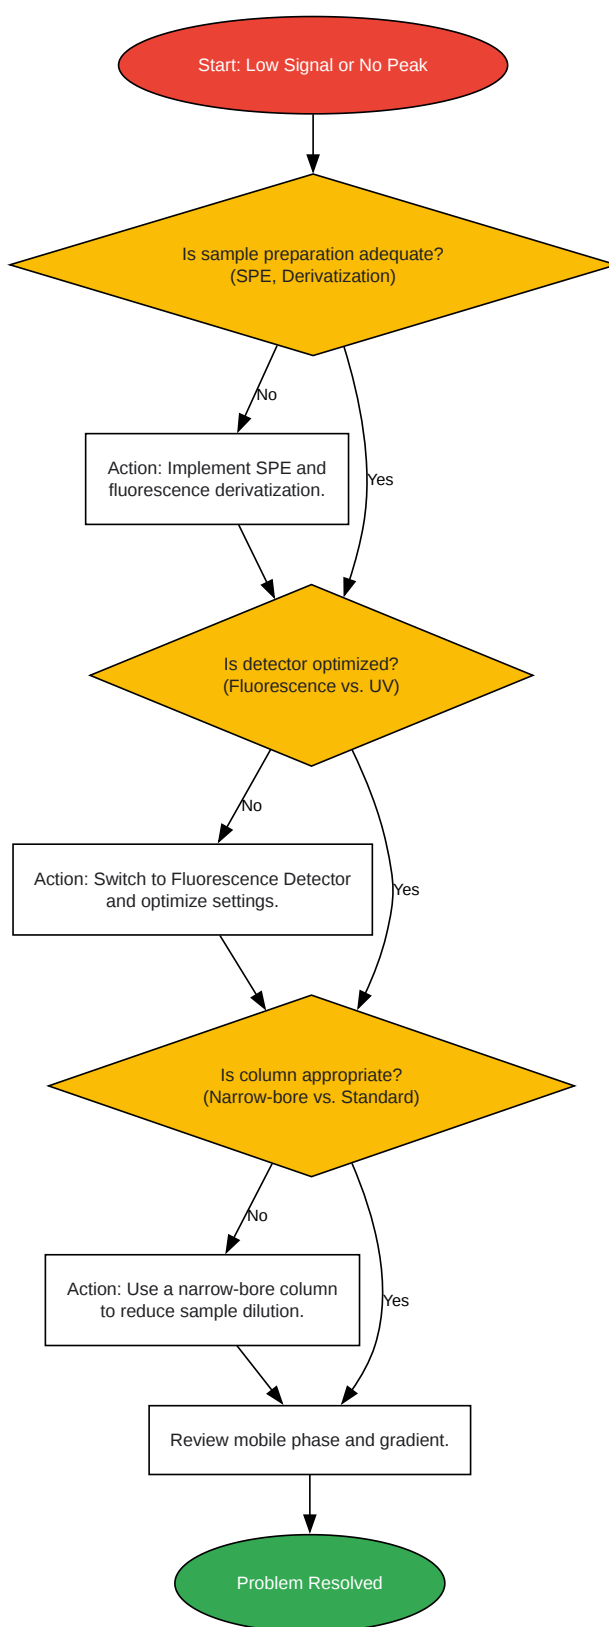 Start: Low Signal or No Peak
Is sample preparation adequate?
(SPE, Derivatization)
No
Action: Implement SPE and
fluorescence derivatization.
Yes
Is detector optimized?
(Fluorescence vs. UV)
No
Action: Switch to Fluorescence Detector
and optimize settings.
Yes
Is column appropriate?
(Narrow-bore vs. Standard)
No
Action: Use a narrow-bore column
to reduce sample dilution.
Yes
Review mobile phase and gradient.
Problem Resolved